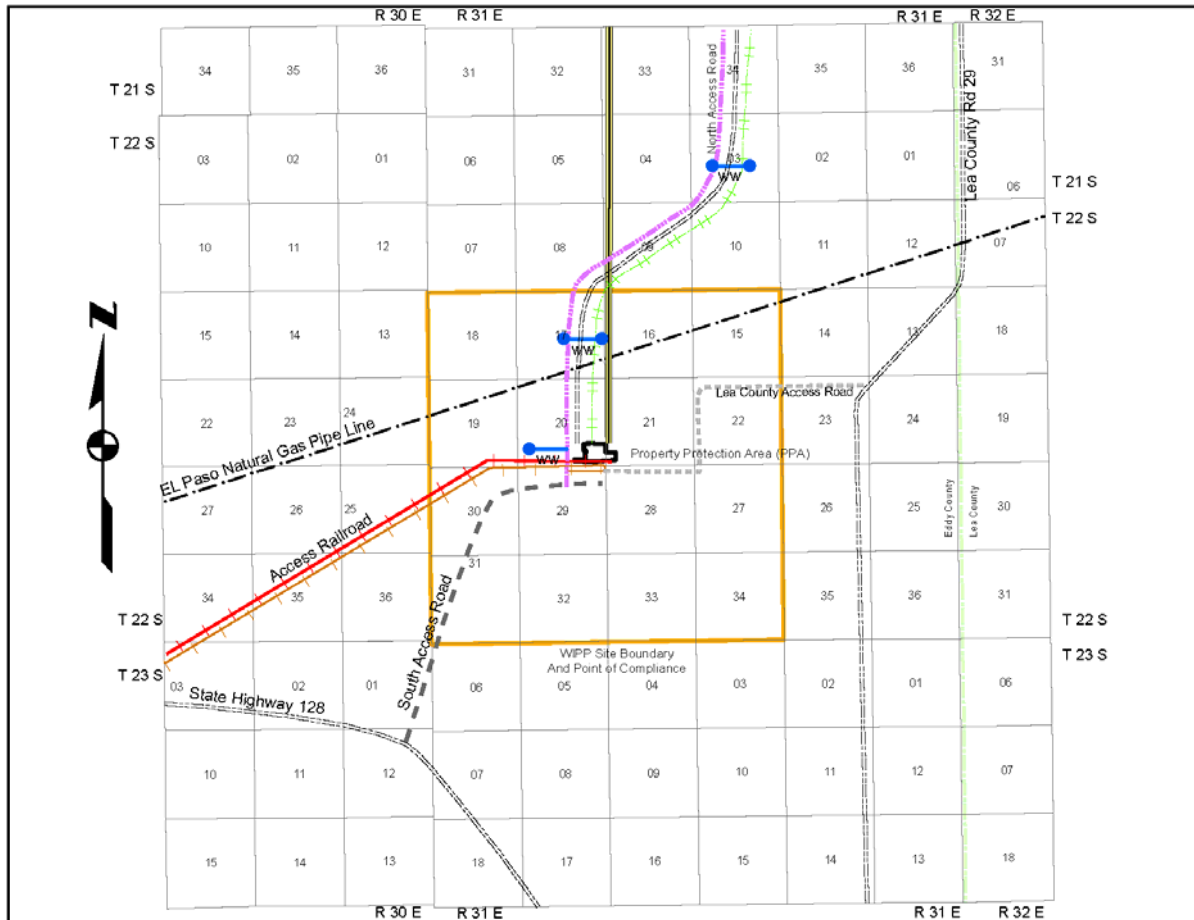 R 30 E R 31 E R 31 E R 32 E
34 35 36 31 32 33 34 35 36 31
T 21 S
North Access Road
Lea County Rd 29
T 22 S
03 02 01 06 05 04 03 02 01 06
WW
T 21 S
T 22 S
10 11 12 07 08 09 10 11 12 07
15 14 13 18 17 16 15 14 13 18
WW
Z
22 23 24 19 20 21 22 23 24 19
Lea County Access Road
EL Paso Natural Gas Pipe Line
WW
Property Protection Area (PPA)
27 26 25 30 29 28 27 26 25 30
Eddy County
Lea County
Access Railroad
34 35 36 31 32 33 34 35 36 31
T 22 S
T 22 S
South Access Road
WIPP Site Boundary
And Point of Compliance
T 23 S
T 23 S
03 02 01 06 05 04 03 02 01 06
State Highway 128
10 11 12 07 08 09 10 11 12 07
15 14 13 18 17 16 15 14 13 18
R 30 E R 31 E R 31 E R 32 E